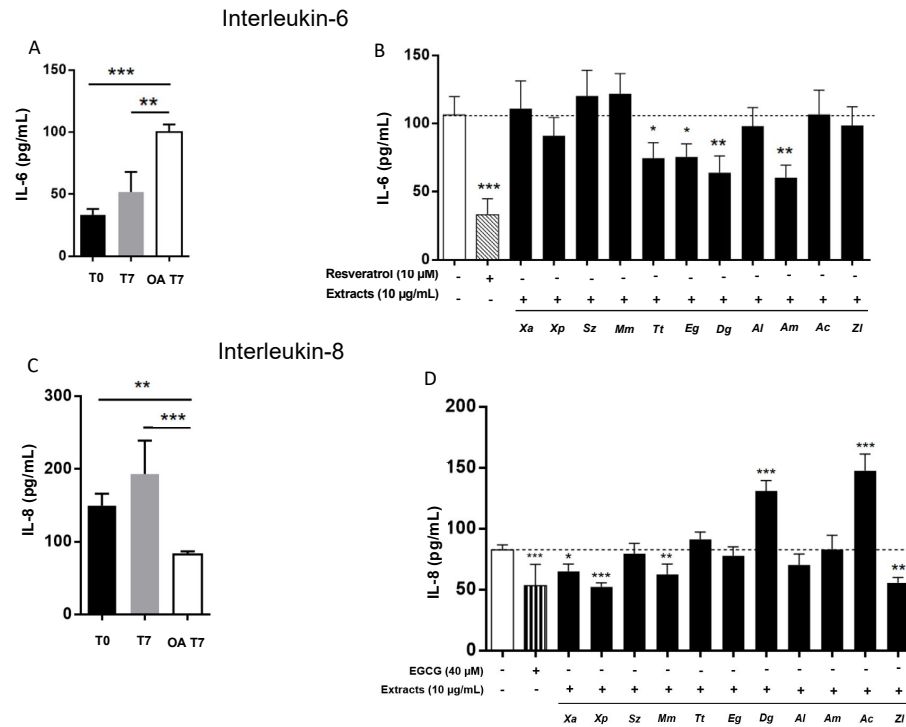 Interleukin-6
A
***
**
150
100
50
0
IL-6 (pg/mL)
T0 T7 OA T7
B
150
100
50
0
IL-6 (pg/mL)
*** * * ** **
Resveratrol (10 µM) - + - - - - - - - - - - -
Extracts (10 µg/mL) - - + + + + + + + + + + +
Xa Xp Sz Mm Tt Eg Dg Al Am Ac Zl
Interleukin-8
C
**
***
300
200
100
0
IL-8 (pg/mL)
T0 T7 OA T7
D
200
150
100
50
0
IL-8 (pg/mL)
*** * *** ** *** *** **
EGCG (40 µM) - + - - - - - - - - - - -
Extracts (10 µg/mL) - - + + + + + + + + + + +
Xa Xp Sz Mm Tt Eg Dg Al Am Ac Zl